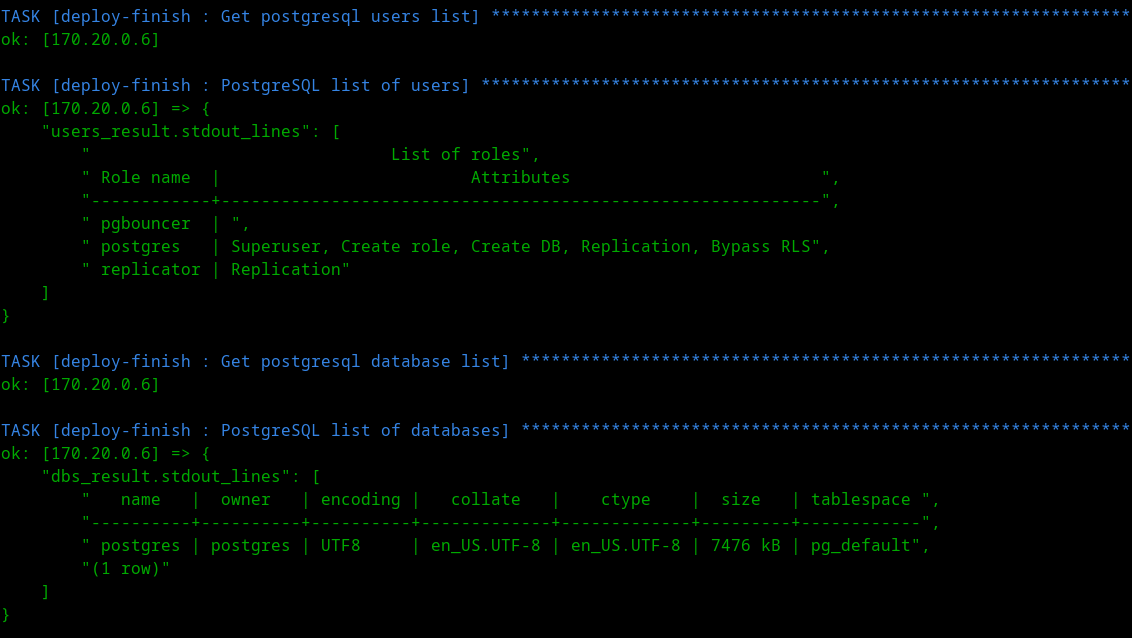 TASK [deploy-finish : Get postgresql users list] ****************************************************************
ok: [170.20.0.6]

TASK [deploy-finish : PostgreSQL list of users] *****************************************************************
ok: [170.20.0.6] => {
    "users_result.stdout_lines": [
        "                              List of roles",
        " Role name  |                         Attributes                         ",
        "------------+------------------------------------------------------------",
        " pgbouncer  | ",
        " postgres   | Superuser, Create role, Create DB, Replication, Bypass RLS",
        " replicator | Replication"
    ]
}

TASK [deploy-finish : Get postgresql database list] *************************************************************
ok: [170.20.0.6]

TASK [deploy-finish : PostgreSQL list of databases] *************************************************************
ok: [170.20.0.6] => {
    "dbs_result.stdout_lines": [
        "   name   |  owner   | encoding |   collate   |    ctype    |  size   | tablespace ",
        "----------+----------+----------+-------------+-------------+---------+------------",
        " postgres | postgres | UTF8     | en_US.UTF-8 | en_US.UTF-8 | 7476 kB | pg_default",
        "(1 row)"
    ]
}